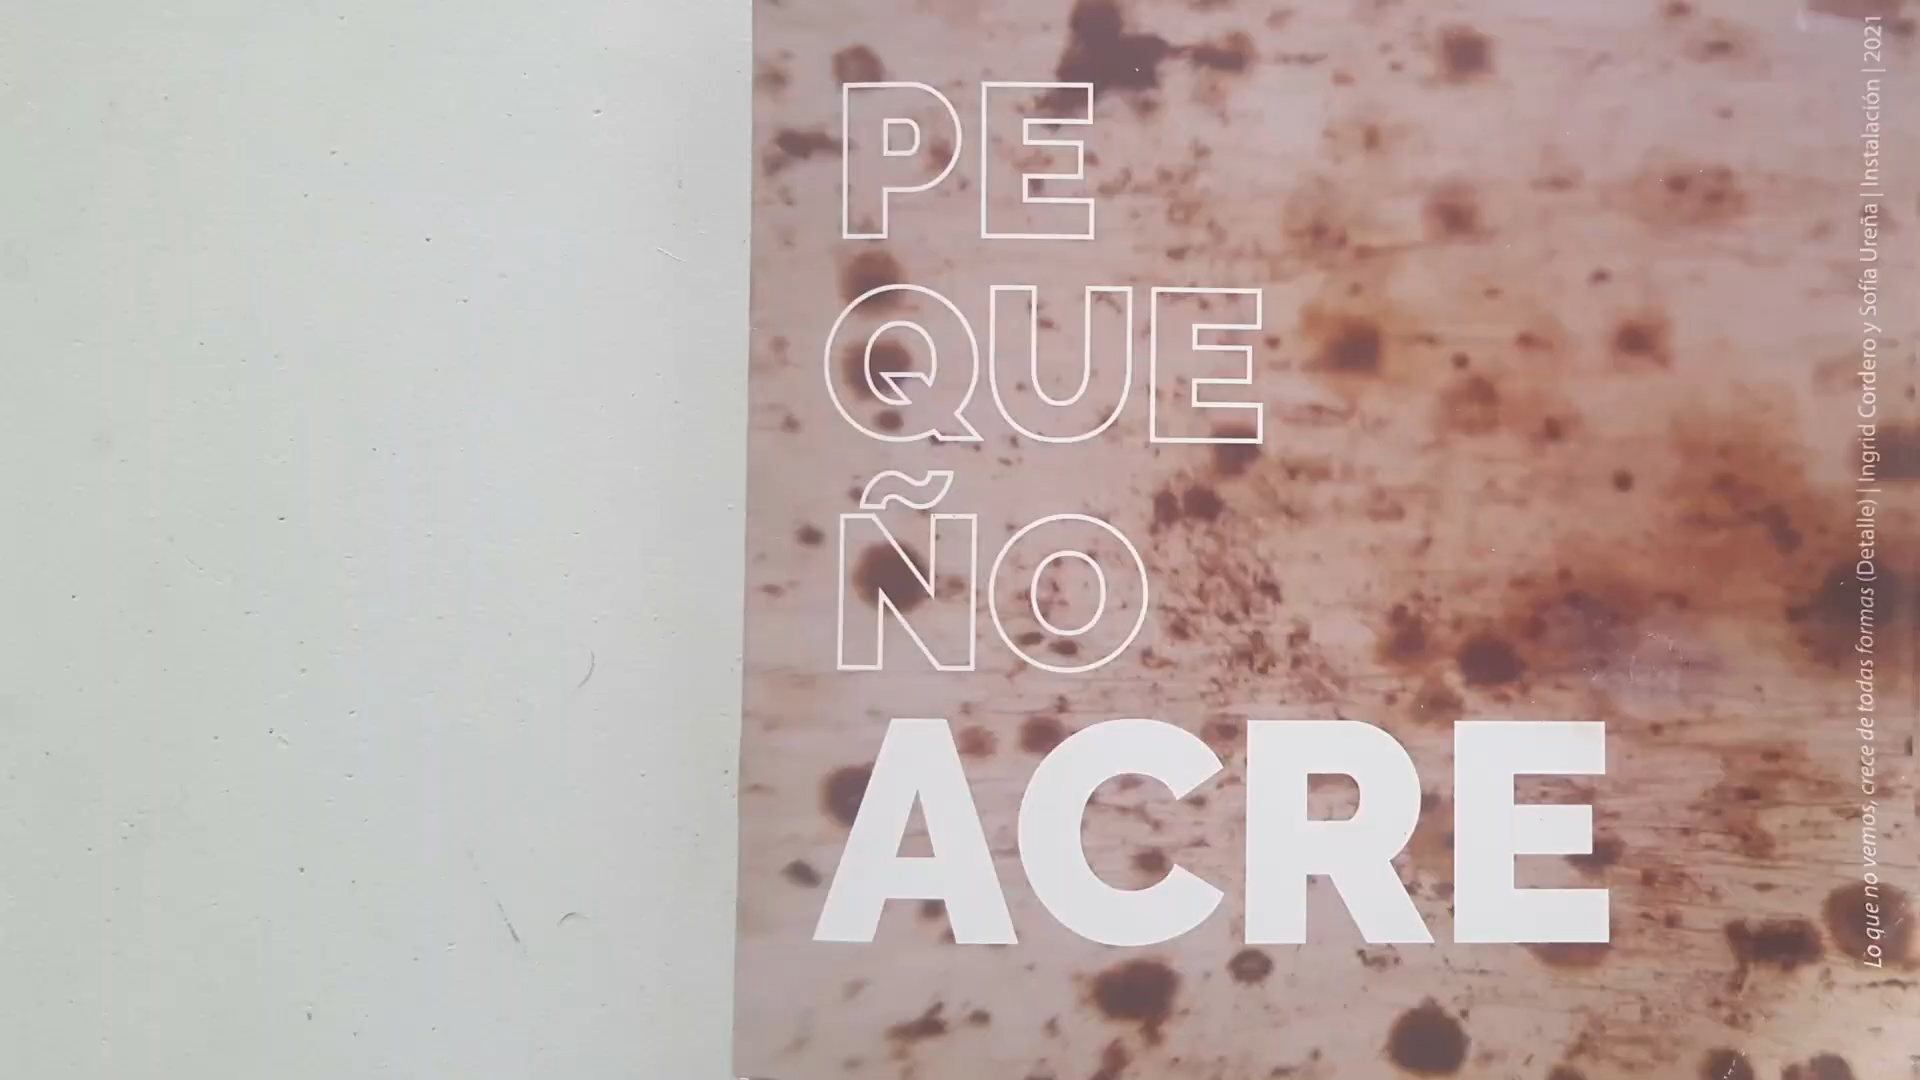 PE
QUE
ÑO
ACRE
Lo que no vemos, crece de todas formas (Detalle) | Ingrid Cordero y Sofía Ureña | Instalación | 2021